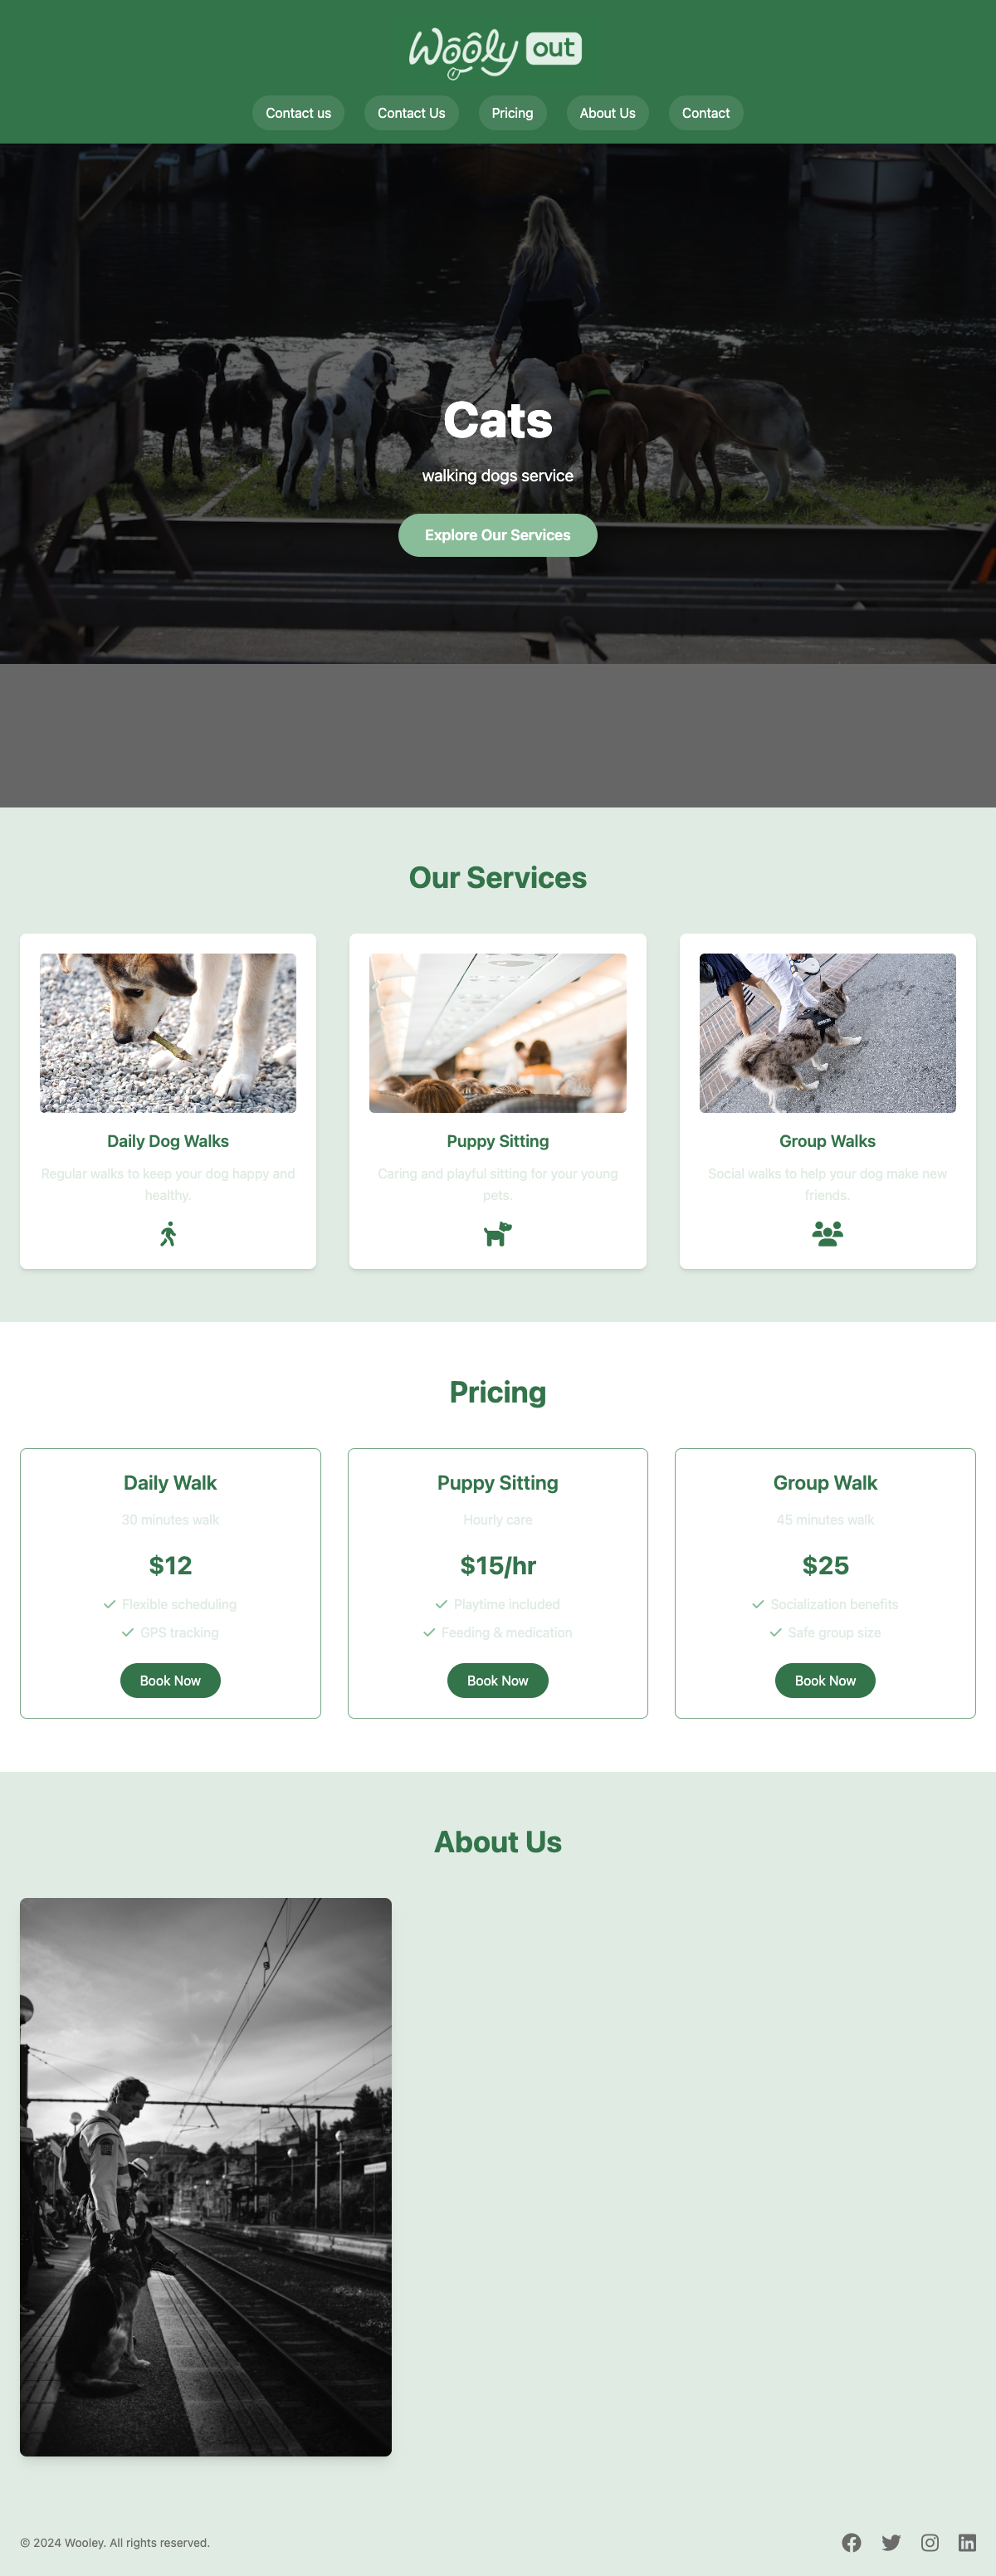 Wooly out
Contact us
Contact Us
Pricing
About Us
Contact
Cats
walking dogs service
Explore Our Services
Our Services
Daily Dog Walks
Regular walks to keep your dog happy and
healthy.
Puppy Sitting
Caring and playful sitting for your young
pets.
Group Walks
Social walks to help your dog make new
friends.
Pricing
Daily Walk
30 minutes walk
$12
Flexible scheduling
GPS tracking
Book Now
Puppy Sitting
Hourly care
$15/hr
Playtime included
Feeding & medication
Book Now
Group Walk
45 minutes walk
$25
Socialization benefits
Safe group size
Book Now
About Us
© 2024 Wooley. All rights reserved.